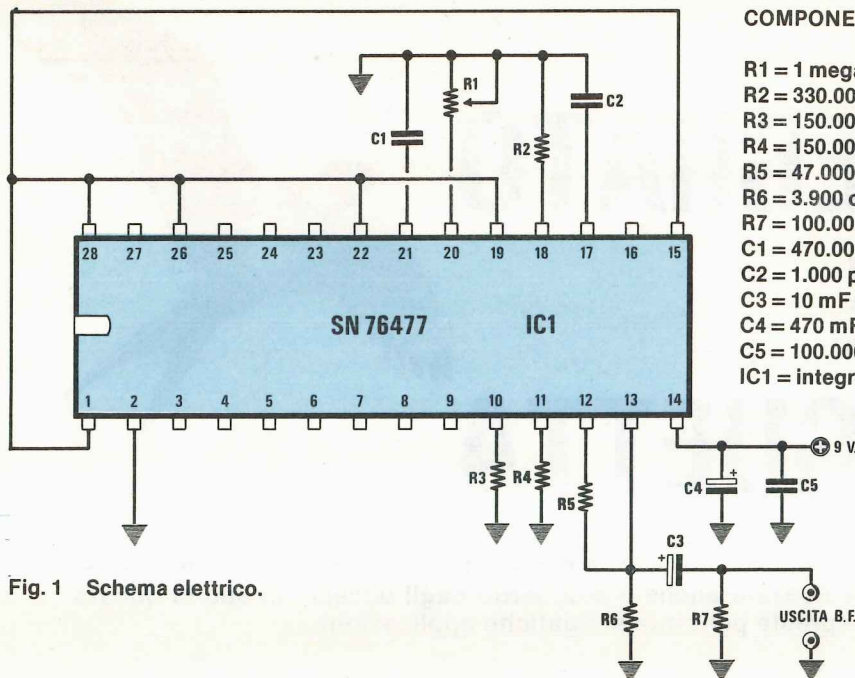 COMPONE
R1 = 1 mega
R2 = 330.00
R3 = 150.00
R4 = 150.00
R5 = 47.000
R6 = 3.900 o
R7 = 100.00
C1 = 470.00
C2 = 1.000 p
C3 = 10 mF
C4 = 470 mF
C5 = 100.000
IC1 = integr
R1
C1
R2
C2
28 27 26 25 24 23 22 21 20 19 18 17 16 15
SN 76477 IC1
1 2 3 4 5 6 7 8 9 10 11 12 13 14
R3 R4 R5
+ 9 V.
C4 + C5
+ C3
R6 R7
USCITA B.F.
Fig. 1 Schema elettrico.